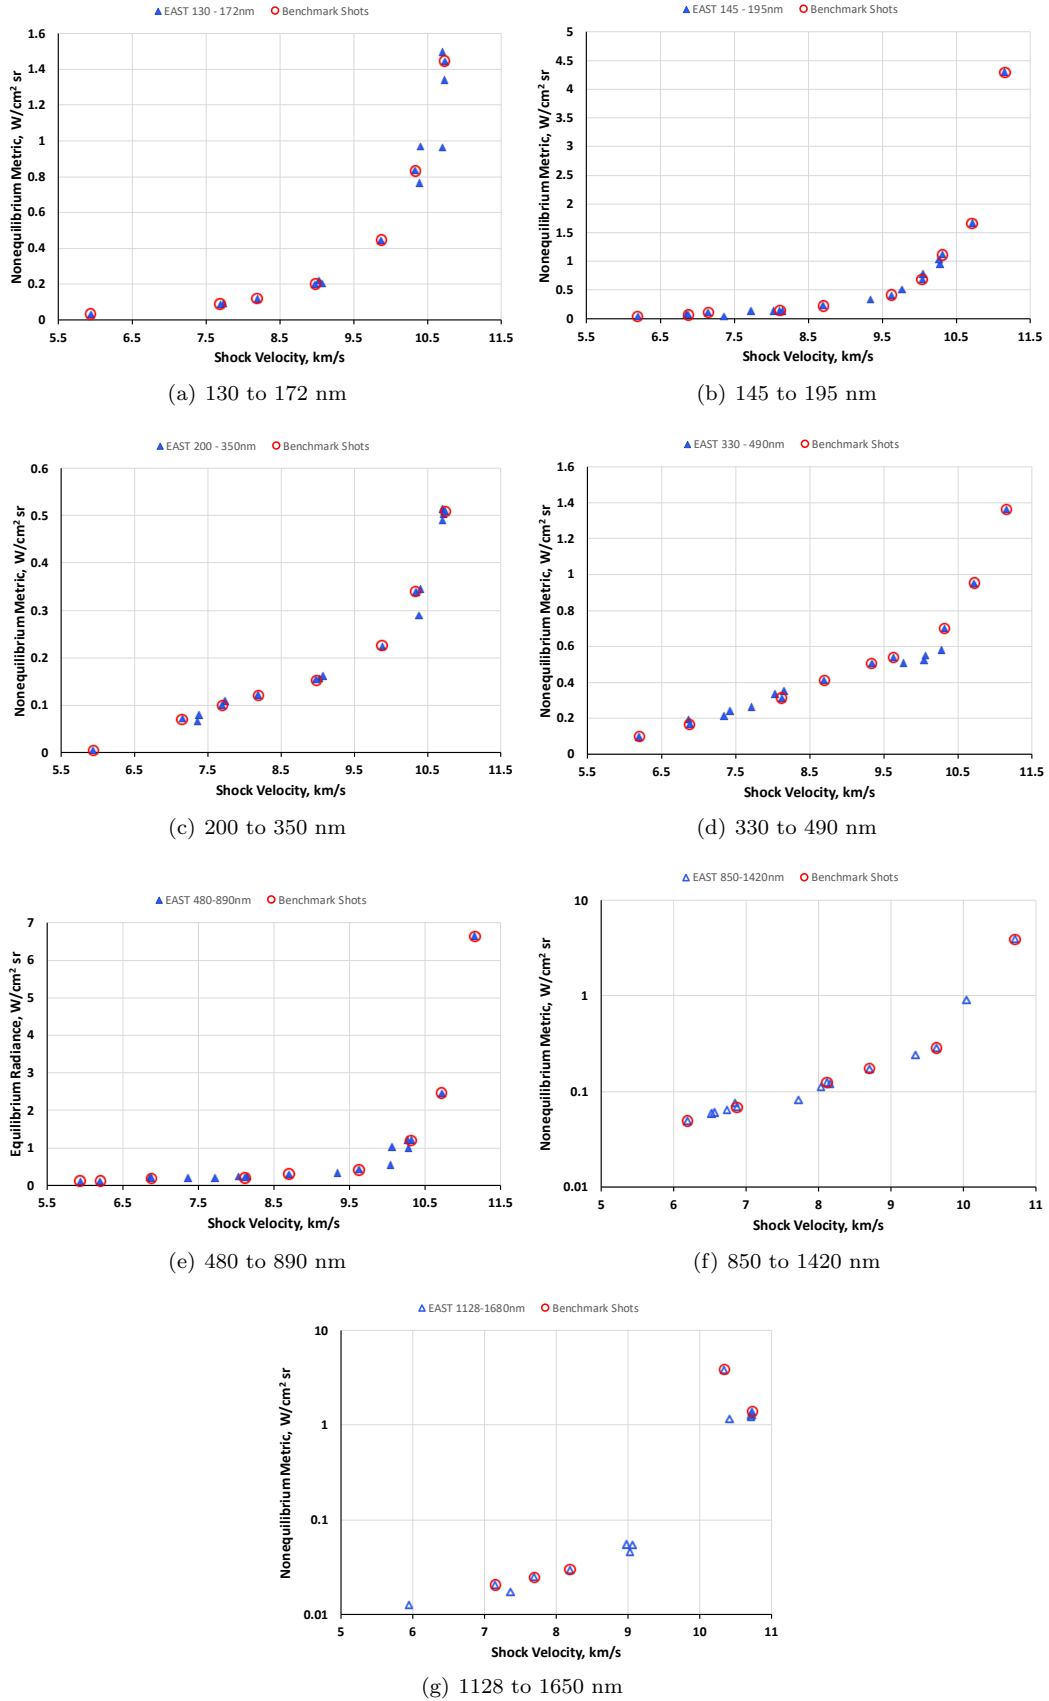 EAST 130 - 172nm Benchmark Shots
1.6
1.4
1.2
1
0.8
0.6
0.4
0.2
0
Nonequilibrium Metric, W/cm² sr
5.5 6.5 7.5 8.5 9.5 10.5 11.5
Shock Velocity, km/s
(a) 130 to 172 nm
EAST 145 - 195nm Benchmark Shots
5
4.5
4
3.5
3
2.5
2
1.5
1
0.5
0
Nonequilibrium Metric, W/cm² sr
5.5 6.5 7.5 8.5 9.5 10.5 11.5
Shock Velocity, km/s
(b) 145 to 195 nm
EAST 200 - 350nm Benchmark Shots
0.6
0.5
0.4
0.3
0.2
0.1
0
Nonequilibrium Metric, W/cm² sr
5.5 6.5 7.5 8.5 9.5 10.5 11.5
Shock Velocity, km/s
(c) 200 to 350 nm
EAST 330 - 490nm Benchmark Shots
1.6
1.4
1.2
1
0.8
0.6
0.4
0.2
0
Nonequilibrium Metric, W/cm² sr
5.5 6.5 7.5 8.5 9.5 10.5 11.5
Shock Velocity, km/s
(d) 330 to 490 nm
EAST 480-890nm Benchmark Shots
7
6
5
4
3
2
1
0
Equilibrium Radiance, W/cm² sr
5.5 6.5 7.5 8.5 9.5 10.5 11.5
Shock Velocity, km/s
(e) 480 to 890 nm
EAST 850-1420nm Benchmark Shots
10
1
0.1
0.01
Nonequilibrium Metric, W/cm² sr
5 6 7 8 9 10 11
Shock Velocity, km/s
(f) 850 to 1420 nm
EAST 1128-1680nm Benchmark Shots
10
1
0.1
0.01
Nonequilibrium Metric, W/cm² sr
5 6 7 8 9 10 11
Shock Velocity, km/s
(g) 1128 to 1650 nm